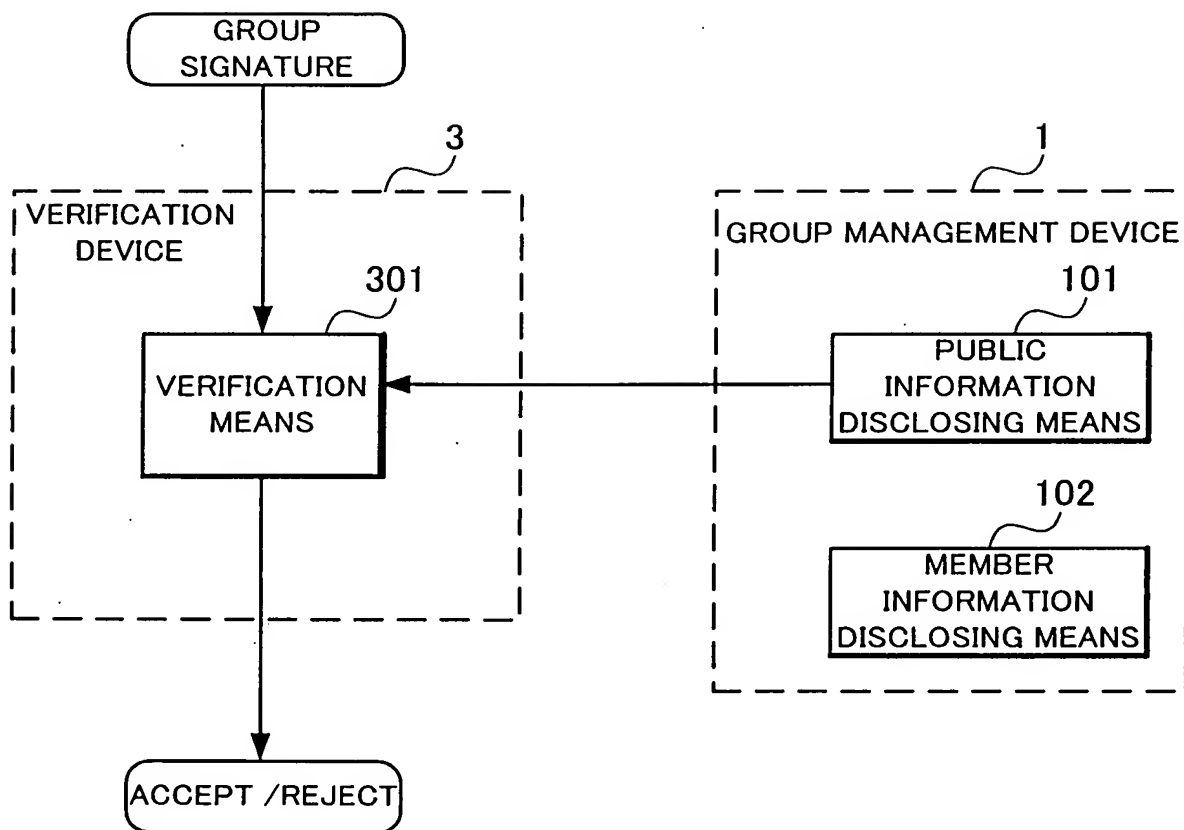 GROUP
SIGNATURE
3
1
VERIFICATION
DEVICE
GROUP MANAGEMENT DEVICE
301
101
VERIFICATION
MEANS
PUBLIC
INFORMATION
DISCLOSING MEANS
102
MEMBER
INFORMATION
DISCLOSING MEANS
ACCEPT /REJECT